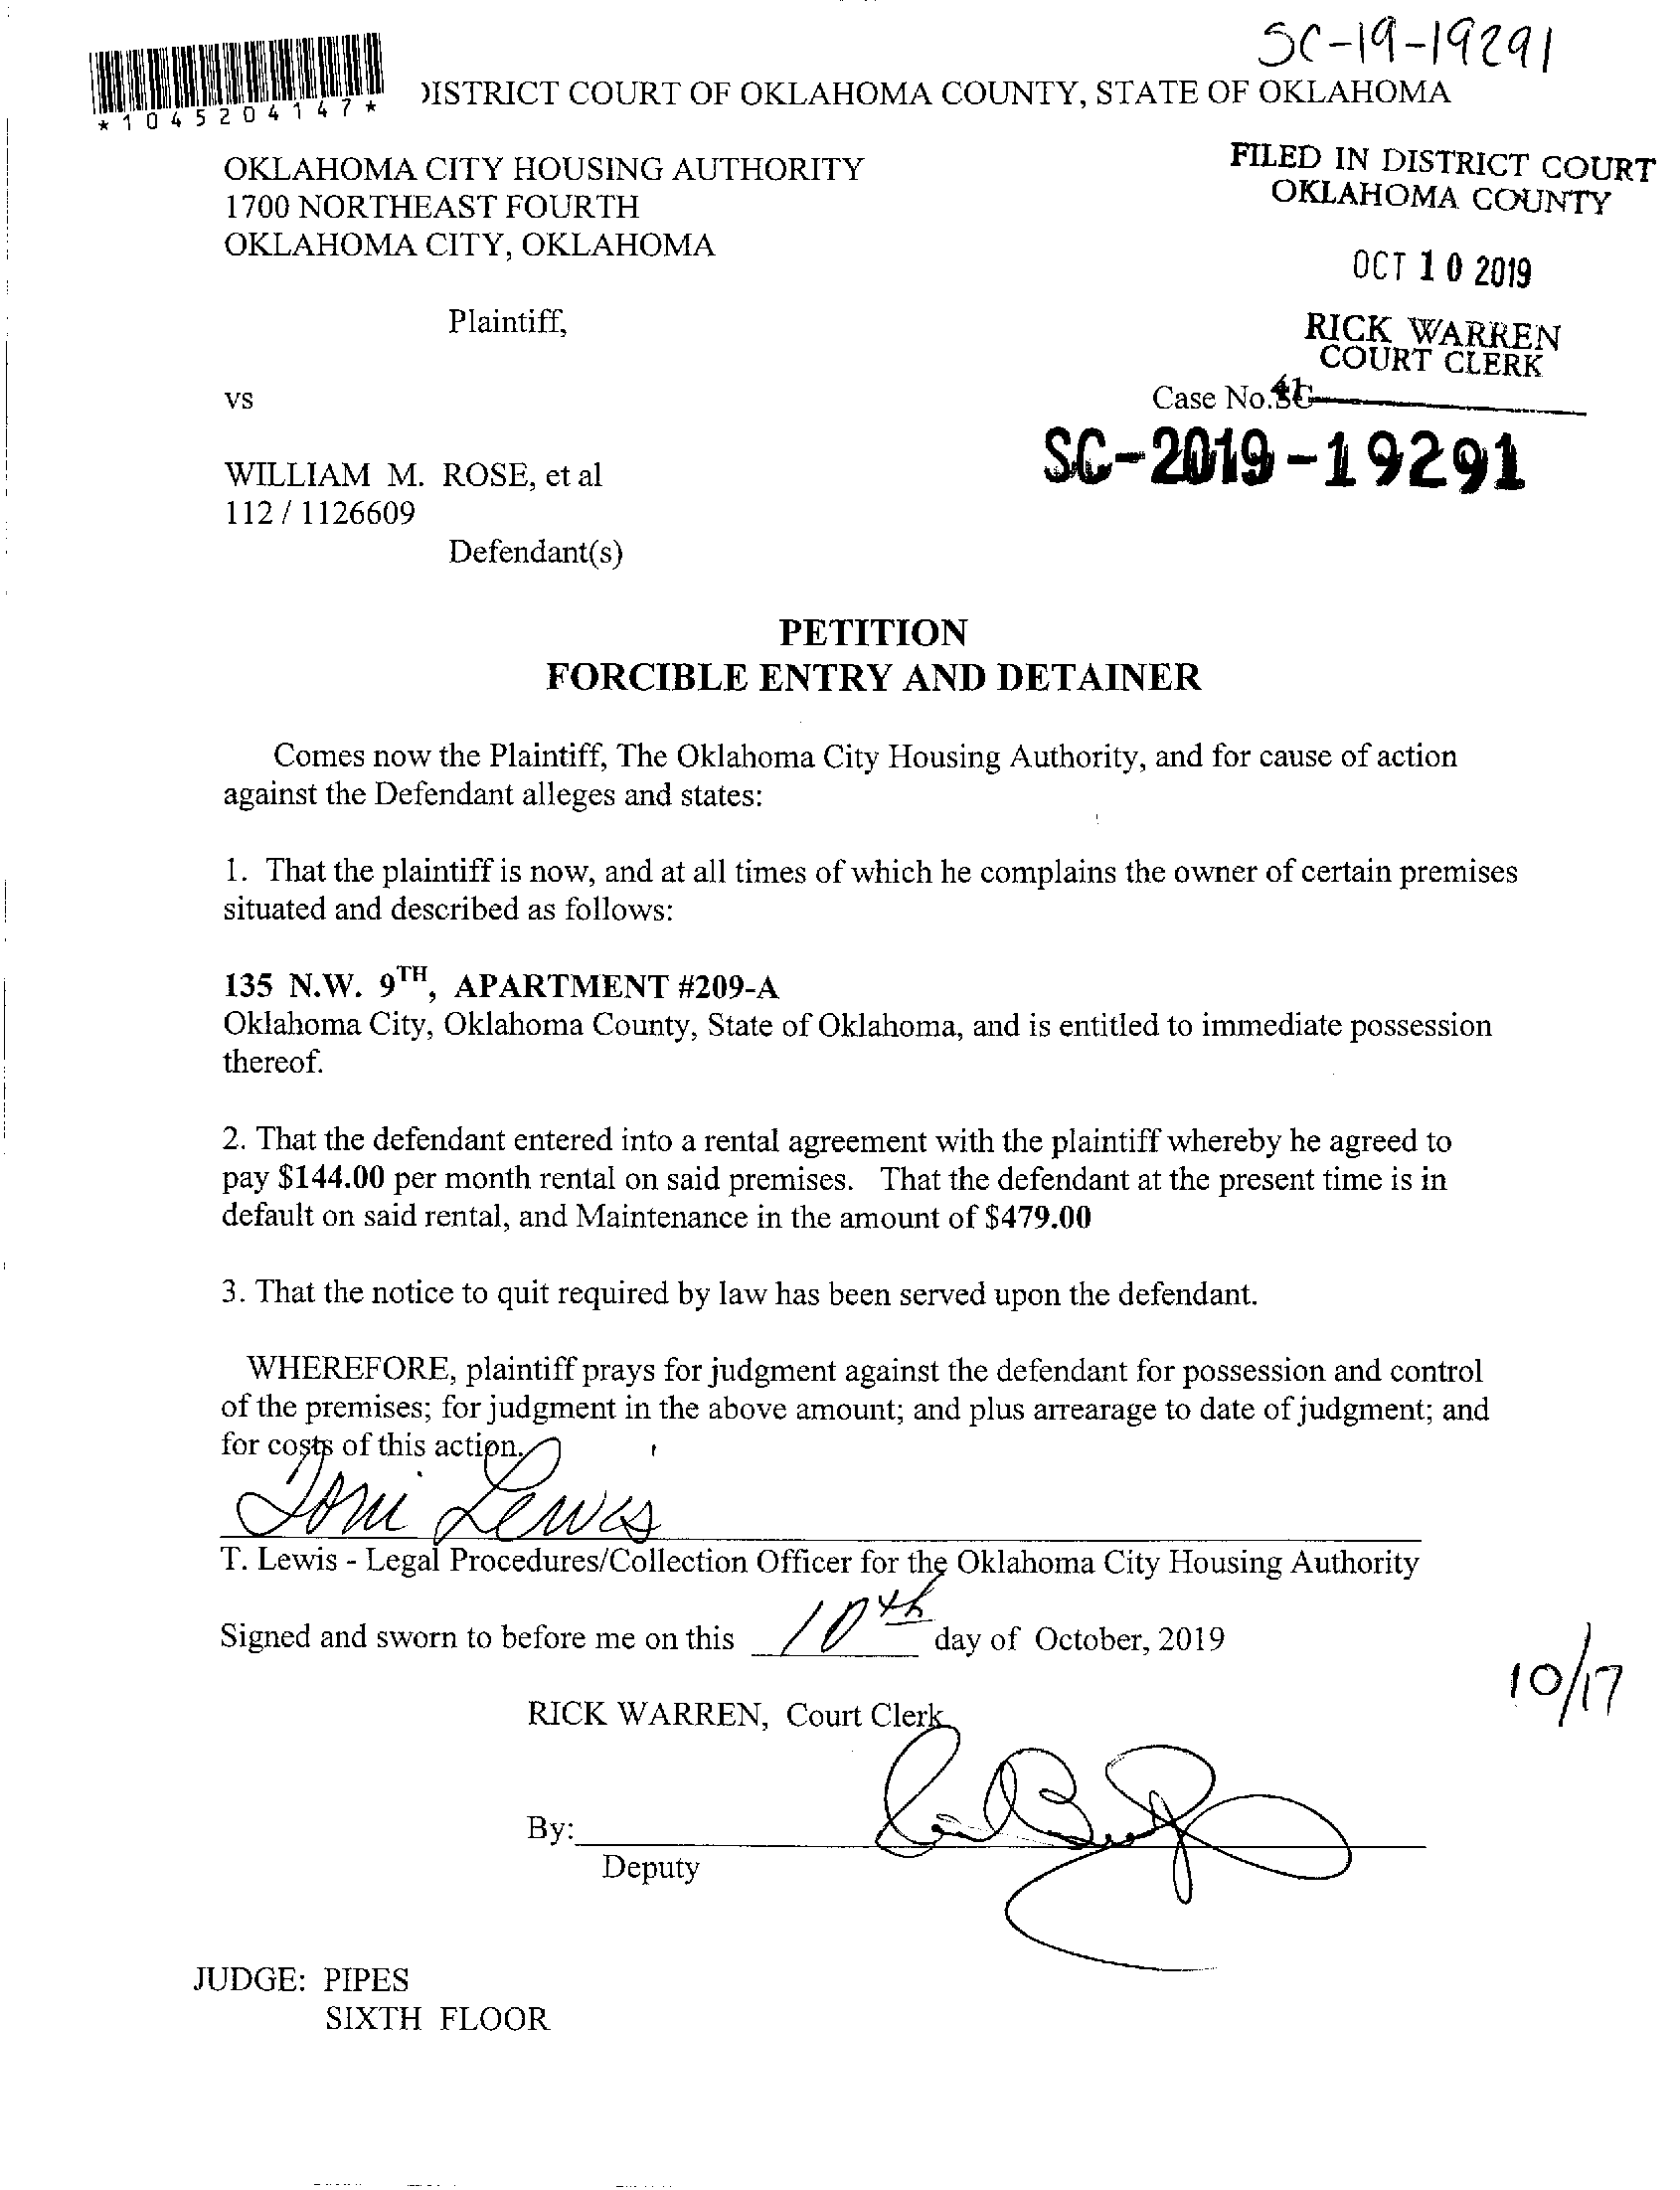 SC-19-19291
*1045204147*
DISTRICT COURT OF OKLAHOMA COUNTY, STATE OF OKLAHOMA
OKLAHOMA CITY HOUSING AUTHORITY
1700 NORTHEAST FOURTH
OKLAHOMA CITY, OKLAHOMA
FILED IN DISTRICT COURT
OKLAHOMA COUNTY
OCT 10 2019
Plaintiff,
RICK WARREN
COURT CLERK
41
vs
Case No. SC
SC-2019-19291
WILLIAM M. ROSE, et al
112 / 1126609
Defendant(s)
PETITION
FORCIBLE ENTRY AND DETAINER
Comes now the Plaintiff, The Oklahoma City Housing Authority, and for cause of action
against the Defendant alleges and states:
1. That the plaintiff is now, and at all times of which he complains the owner of certain premises
situated and described as follows:
135 N.W. 9TH, APARTMENT #209-A
Oklahoma City, Oklahoma County, State of Oklahoma, and is entitled to immediate possession
thereof.
2. That the defendant entered into a rental agreement with the plaintiff whereby he agreed to
pay $144.00 per month rental on said premises. That the defendant at the present time is in
default on said rental, and Maintenance in the amount of $479.00
3. That the notice to quit required by law has been served upon the defendant.
WHEREFORE, plaintiff prays for judgment against the defendant for possession and control
of the premises; for judgment in the above amount; and plus arrearage to date of judgment; and
for costs of this action.
Toni Lewis
T. Lewis - Legal Procedures/Collection Officer for the Oklahoma City Housing Authority
Signed and sworn to before me on this 10th day of October, 2019
10/17
RICK WARREN, Court Clerk
By:
Deputy
JUDGE: PIPES
SIXTH FLOOR